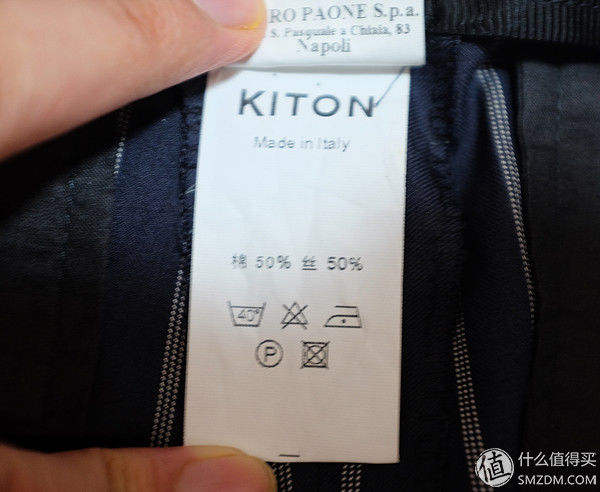 RO PAONE S.p.a.
S. Pasquale a Chiaia, 83
Napoli
KITON
Made in Italy
棉 50% 丝 50%
40°
P
值 什么值得买
SMZDM.COM